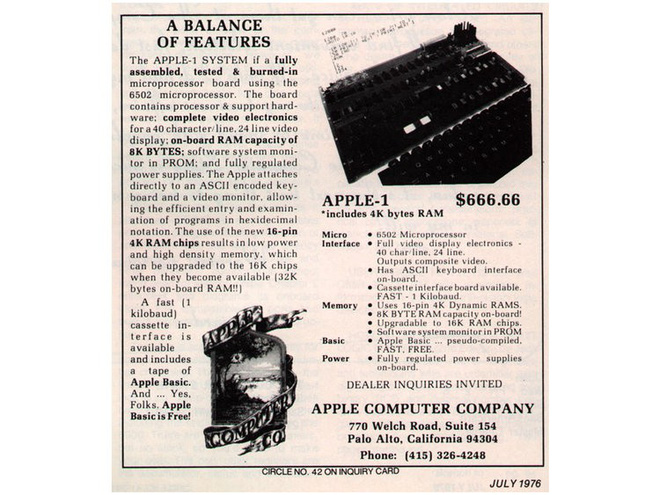 A BALANCE
OF FEATURES
The APPLE-1 SYSTEM if a fully
assembled, tested & burned-in
microprocessor board using the
6502 microprocessor. The board
contains processor & support hard-
ware; complete video electronics
for a 40 character/line, 24 line video
display; on-board RAM capacity of
8K BYTES; software system moni-
tor in PROM; and fully regulated
power supplies. The Apple attaches
directly to an ASCII encoded key-
board and a video monitor, allow-
ing the efficient entry and examin-
ation of programs in hexidecimal
notation. The use of the new 16-pin
4K RAM chips results in low power
and high density memory, which
can be upgraded to the 16K chips
when they become available (32K
bytes on-board RAM!!)
A fast (1
kilobaud)
cassette in-
terface is
available
and includes
a tape of
Apple Basic.
And ... Yes,
Folks. Apple
Basic is Free!
APPLE
COMPUTER
CO
APPLE-1 $666.66
*includes 4K bytes RAM
Micro • 6502 Microprocessor
Interface • Full video display electronics -
40 char/line, 24 line.
Outputs composite video.
• Has ASCII keyboard interface
on-board.
• Cassette interface board available.
FAST - 1 Kilobaud.
Memory • Uses 16-pin 4K Dynamic RAMS.
• 8K BYTE RAM capacity on-board!
• Upgradable to 16K RAM chips.
• Software system monitor in PROM
Basic • Apple Basic ... pseudo-compiled,
FAST, FREE.
Power • Fully regulated power supplies
on-board.
DEALER INQUIRIES INVITED
APPLE COMPUTER COMPANY
770 Welch Road, Suite 154
Palo Alto, California 94304
Phone: (415) 326-4248
CIRCLE NO. 42 ON INQUIRY CARD
JULY 1976